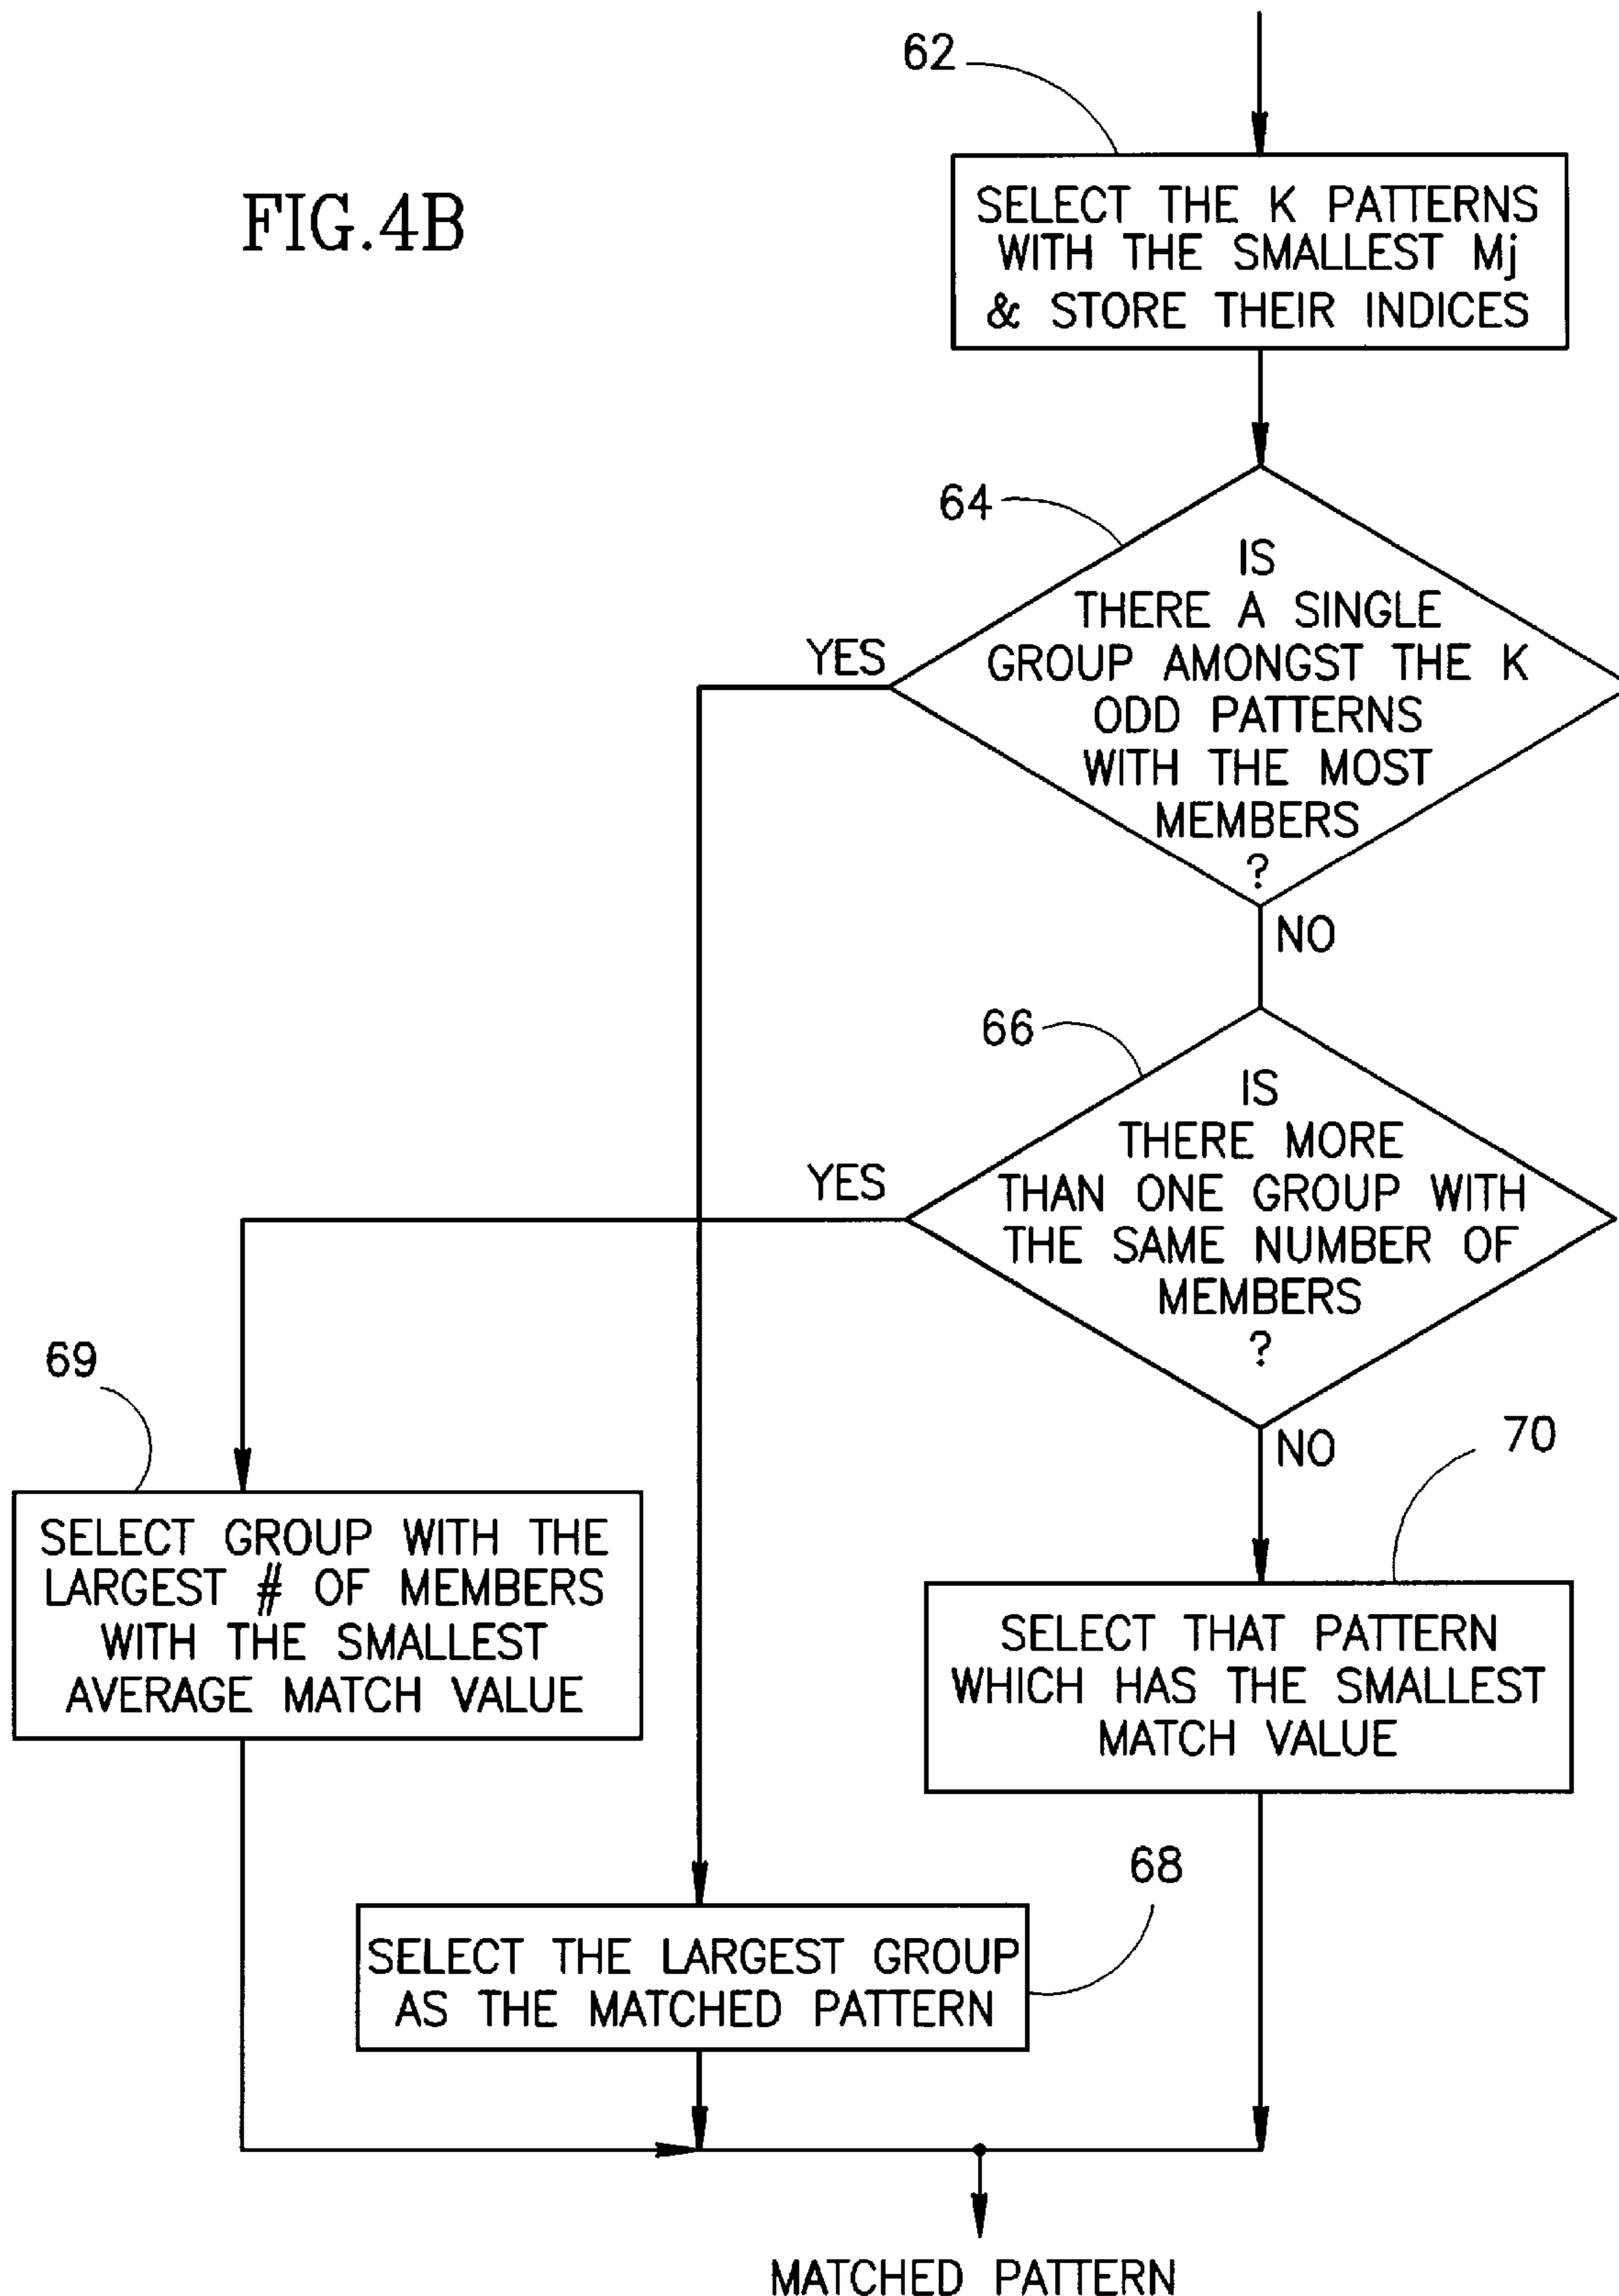 FIG.4B
62
SELECT THE K PATTERNS
WITH THE SMALLEST Mj
& STORE THEIR INDICES
64
IS
THERE A SINGLE
GROUP AMONGST THE K
ODD PATTERNS
WITH THE MOST
MEMBERS
?
YES
NO
66
IS
THERE MORE
THAN ONE GROUP WITH
THE SAME NUMBER OF
MEMBERS
?
YES
NO
69
SELECT GROUP WITH THE
LARGEST # OF MEMBERS
WITH THE SMALLEST
AVERAGE MATCH VALUE
70
SELECT THAT PATTERN
WHICH HAS THE SMALLEST
MATCH VALUE
68
SELECT THE LARGEST GROUP
AS THE MATCHED PATTERN
MATCHED PATTERN